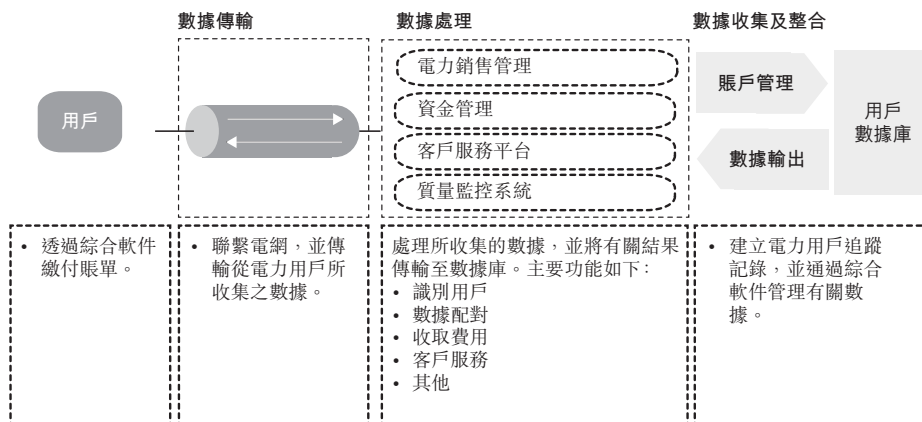 數據傳輸
數據處理
數據收集及整合
用戶
電力銷售管理
資金管理
客戶服務平台
質量監控系統
賬戶管理
數據輸出
用戶
數據庫
• 透過綜合軟件
繳付賬單。
• 聯繫電網，並傳
輸從電力用戶所
收集之數據。
處理所收集的數據，並將有關結果
傳輸至數據庫。主要功能如下：
• 識別用戶
• 數據配對
• 收取費用
• 客戶服務
• 其他
• 建立電力用戶追蹤
記錄，並通過綜合
軟件管理有關數
據。